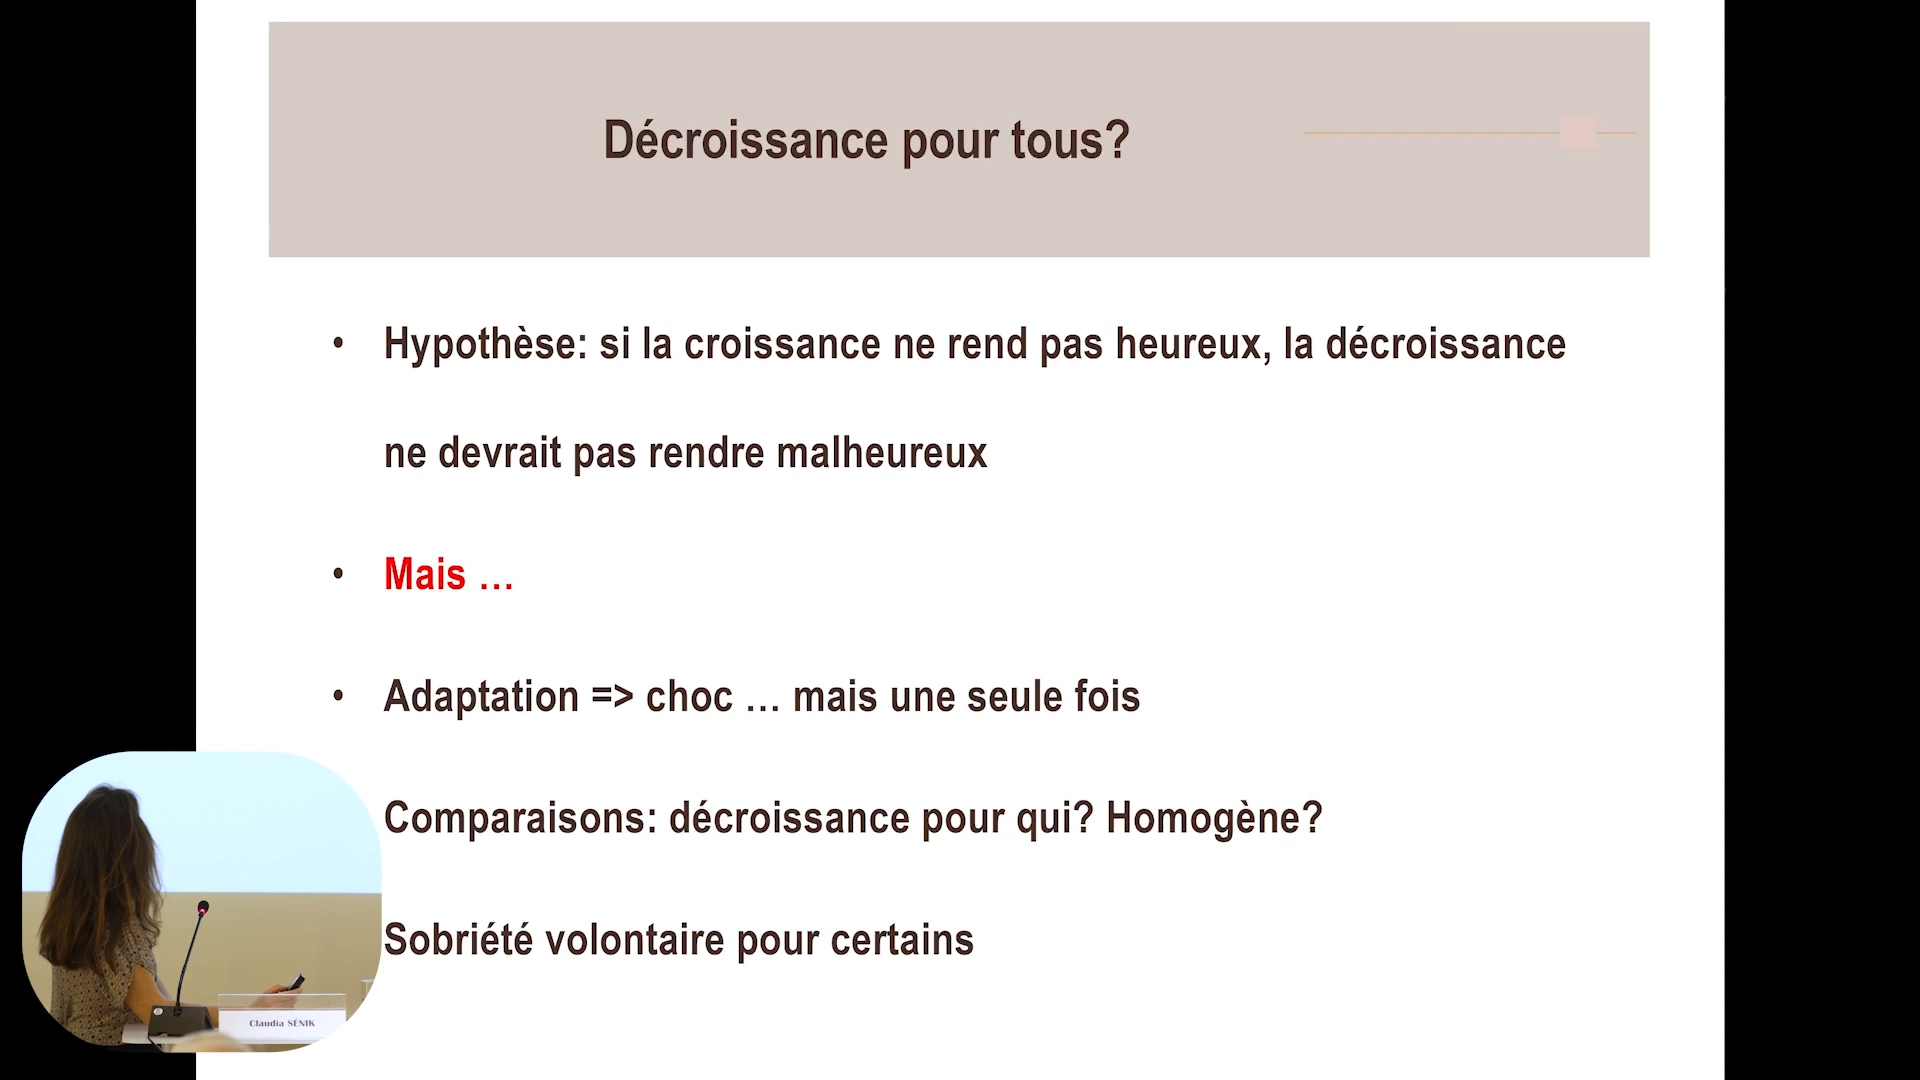 Décroissance pour tous?
• Hypothèse: si la croissance ne rend pas heureux, la décroissance
ne devrait pas rendre malheureux
• Mais …
• Adaptation => choc … mais une seule fois
Comparaisons: décroissance pour qui? Homogène?
Sobriété volontaire pour certains
Claudia SÉNIK